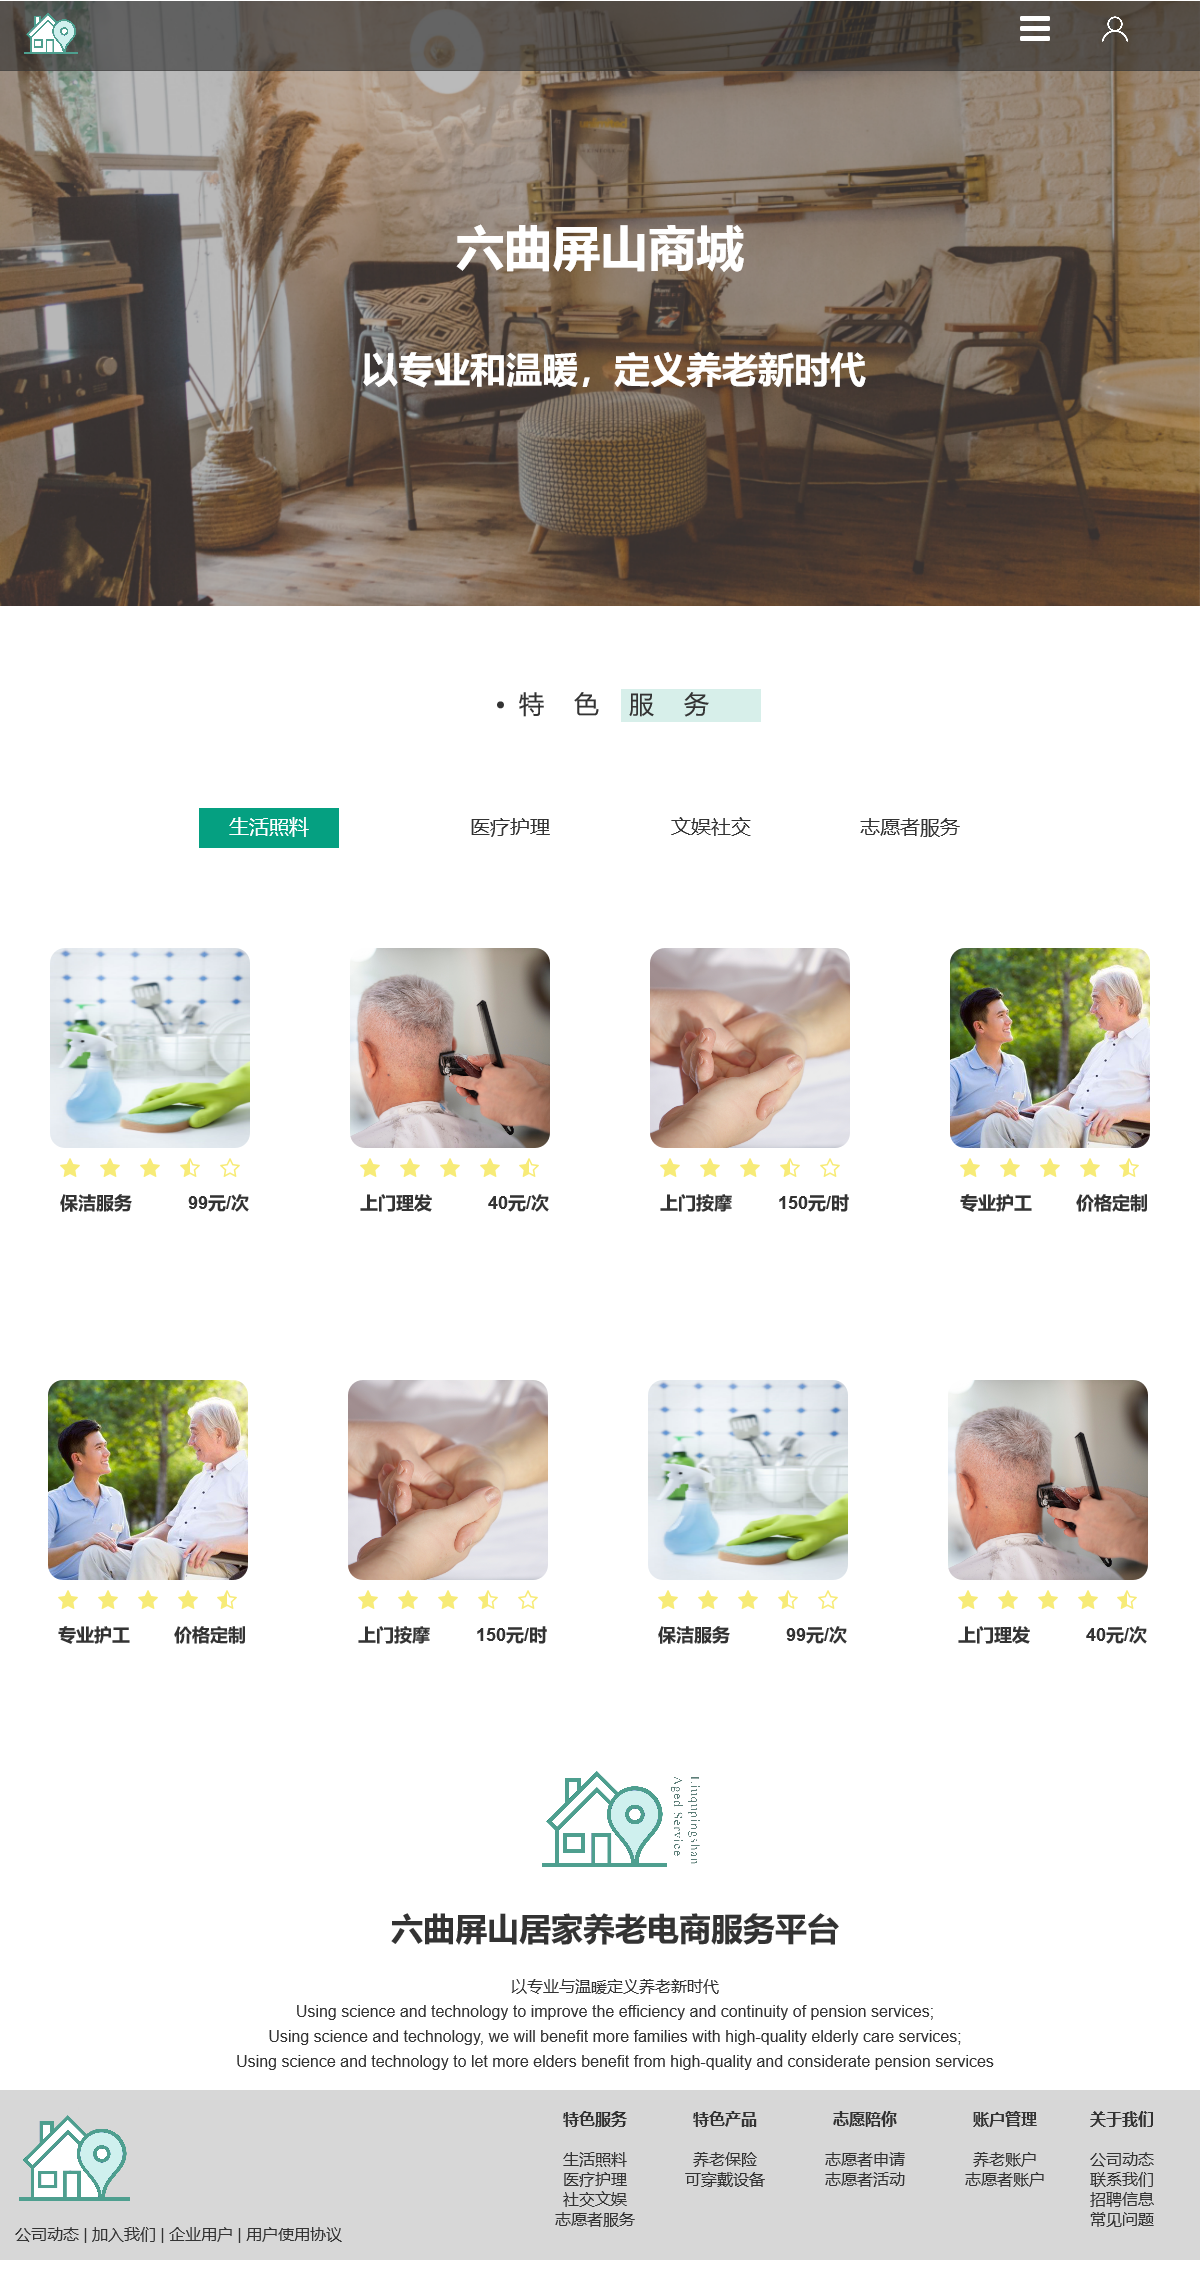 六曲屏山商城
以专业和温暖，定义养老新时代
• 特 色 服 务
生活照料 医疗护理 文娱社交 志愿者服务
保洁服务 99元/次 上门理发 40元/次 上门按摩 150元/时 专业护工 价格定制
专业护工 价格定制 上门按摩 150元/时 保洁服务 99元/次 上门理发 40元/次
Liuqupingshan
Aged Service
六曲屏山居家养老电商服务平台
以专业与温暖定义养老新时代
Using science and technology to improve the efficiency and continuity of pension services;
Using science and technology, we will benefit more families with high-quality elderly care services;
Using science and technology to let more elders benefit from high-quality and considerate pension services
特色服务 特色产品 志愿陪你 账户管理 关于我们
生活照料 养老保险 志愿者申请 养老账户 公司动态
医疗护理 可穿戴设备 志愿者活动 志愿者账户 联系我们
社交文娱 招聘信息
志愿者服务 常见问题
公司动态 | 加入我们 | 企业用户 | 用户使用协议